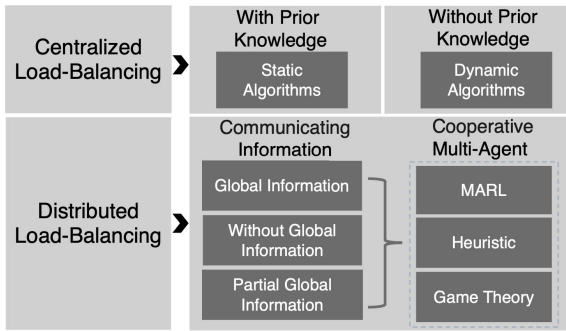 Centralized
Load-Balancing
With Prior
Knowledge
Static
Algorithms
Without Prior
Knowledge
Dynamic
Algorithms
Distributed
Load-Balancing
Communicating
Information
Global Information
Without Global
Information
Partial Global
Information
Cooperative
Multi-Agent
MARL
Heuristic
Game Theory